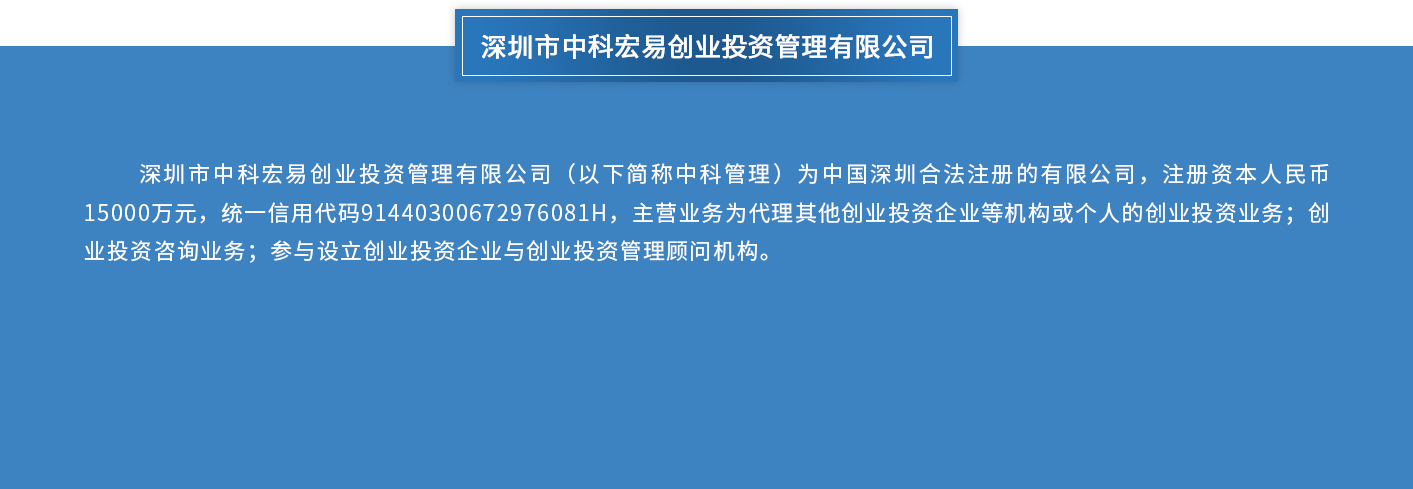 深圳市中科宏易创业投资管理有限公司
深圳市中科宏易创业投资管理有限公司（以下简称中科管理）为中国深圳合法注册的有限公司，注册资本人民币
15000万元，统一信用代码91440300672976081H，主营业务为代理其他创业投资企业等机构或个人的创业投资业务；创
业投资咨询业务；参与设立创业投资企业与创业投资管理顾问机构。